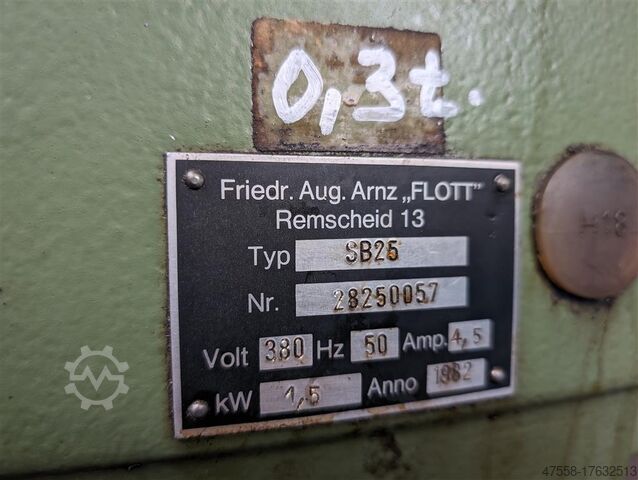 0,3t.
Friedr. Aug. Arnz „FLOTT"
Remscheid 13
Typ SB25
Nr. 28250057
Volt 380 Hz 50 Amp. 4,5
kW 1,5 Anno 1982
H18
47558-17632513